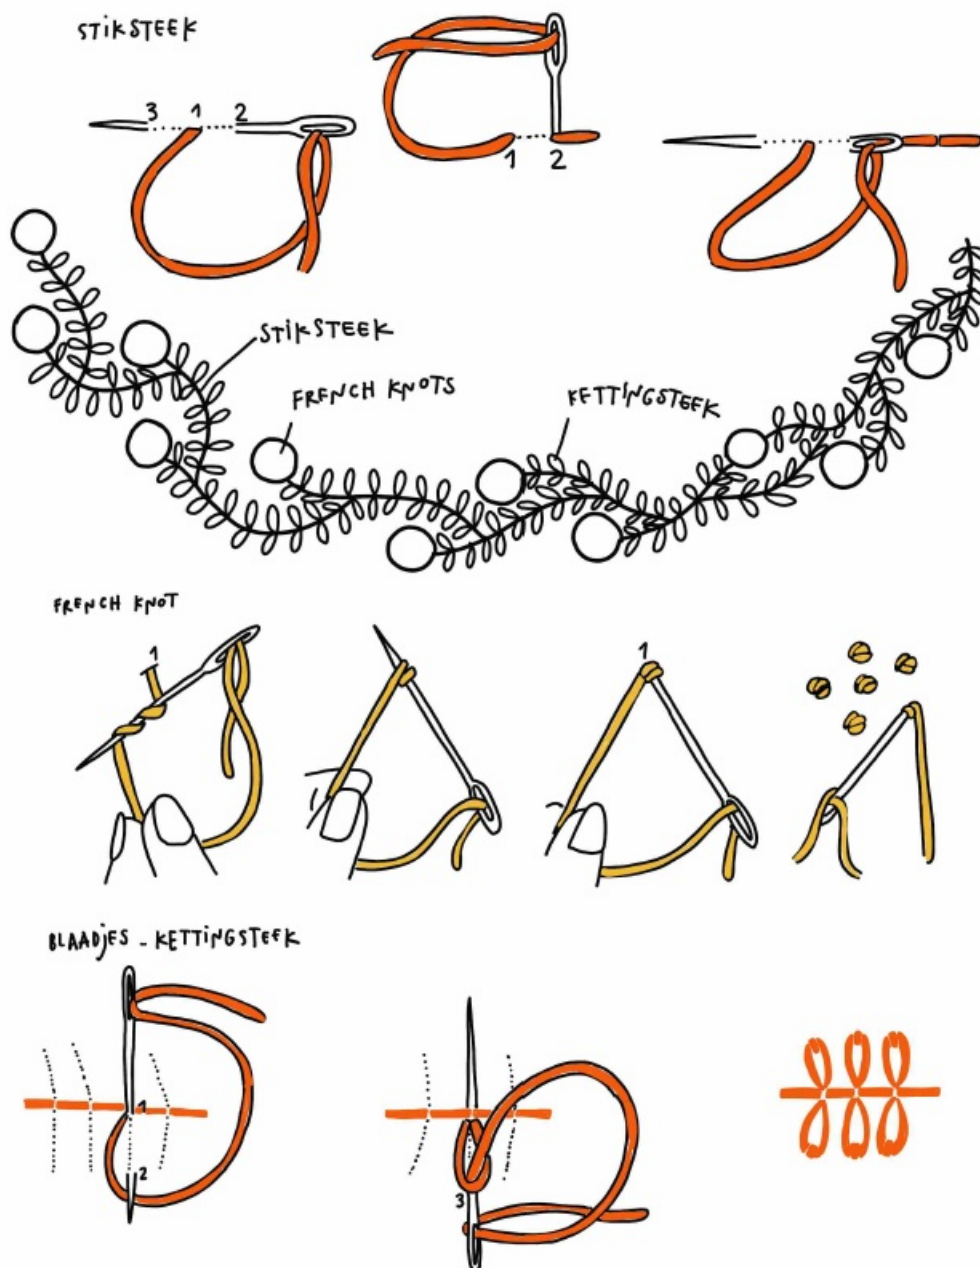 STIKSTEEK
3 1 2
1 2
STIKSTEEK
FRENCH KNOTS
KETTINGSTEEK
FRENCH KNOT
1
1
BLAADJES - KETTINGSTEEK
1
2
3